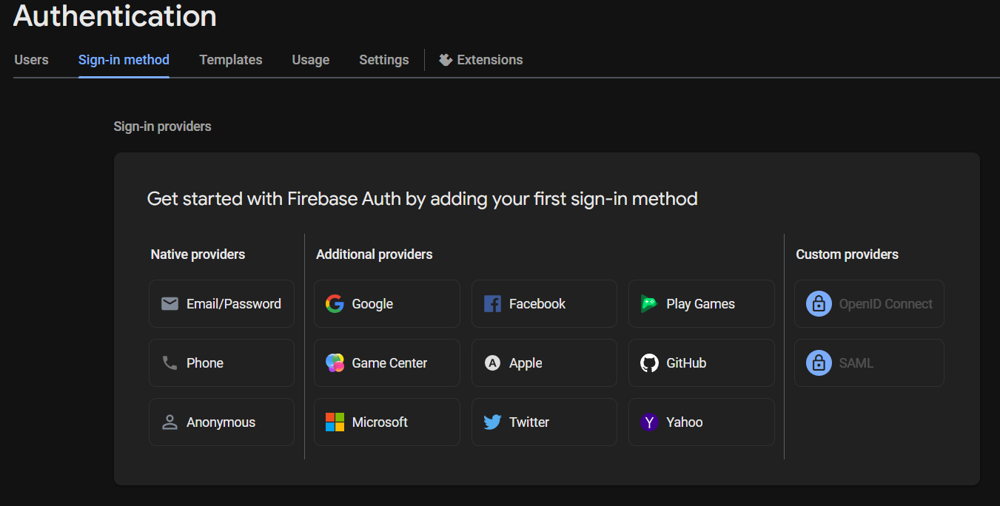 Authentication
Users Sign-in method Templates Usage Settings Extensions
Sign-in providers
Get started with Firebase Auth by adding your first sign-in method
Native providers Additional providers Custom providers
Email/Password Google Facebook Play Games OpenID Connect
Phone Game Center A Apple GitHub SAML
Anonymous Microsoft Twitter Y Yahoo